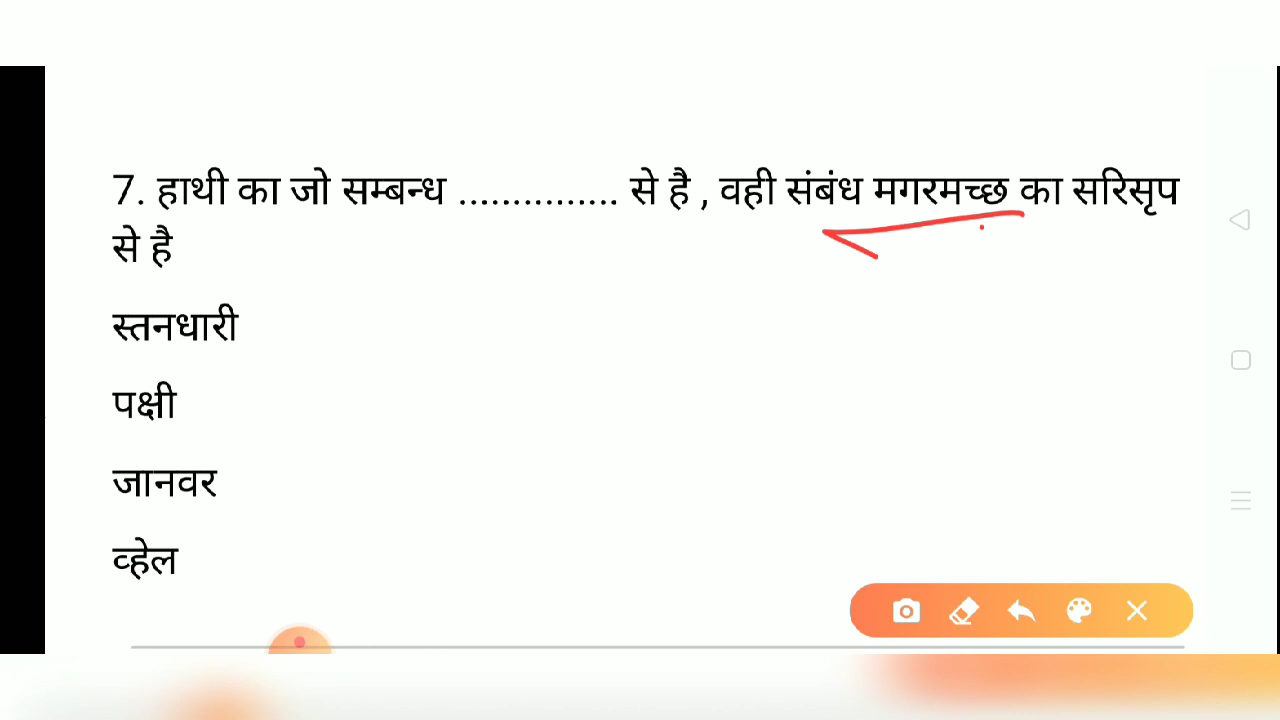 7. हाथी का जो सम्बन्ध ............... से है , वही संबंध मगरमच्छ का सरिसृप
से है
स्तनधारी
पक्षी
जानवर
व्हेल